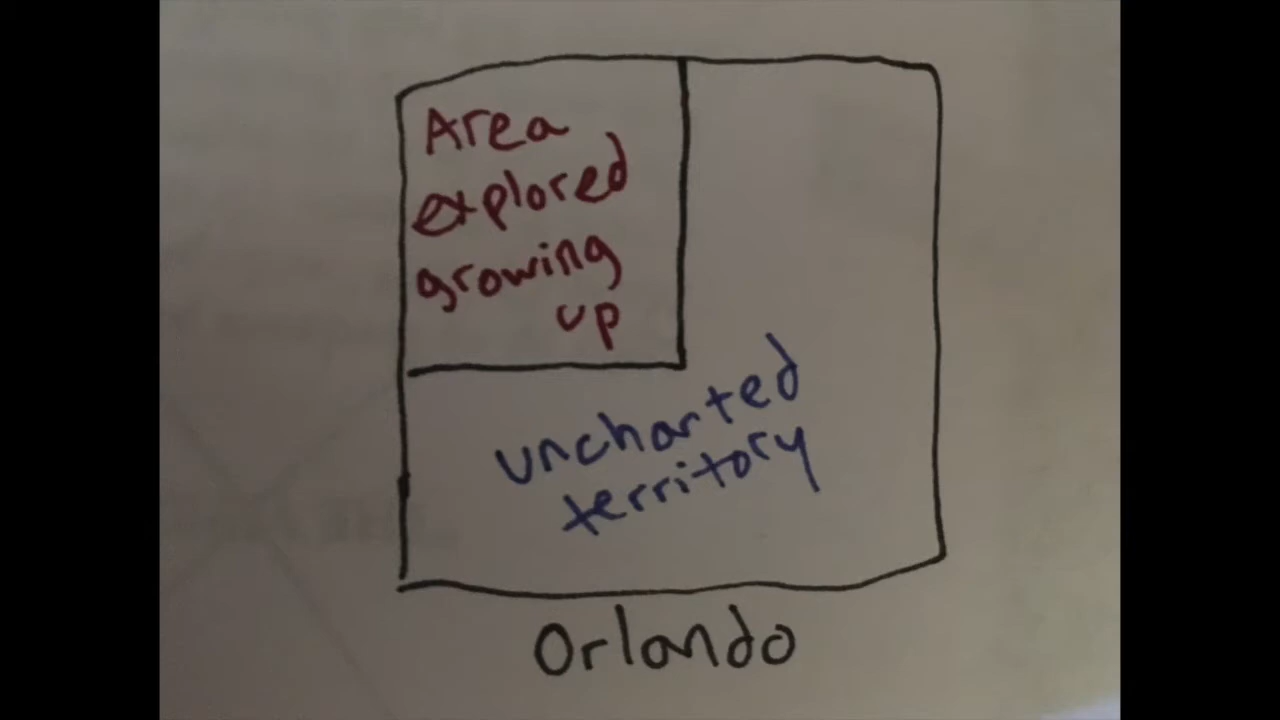 Area
explored
growing
up
uncharted
territory
Orlando